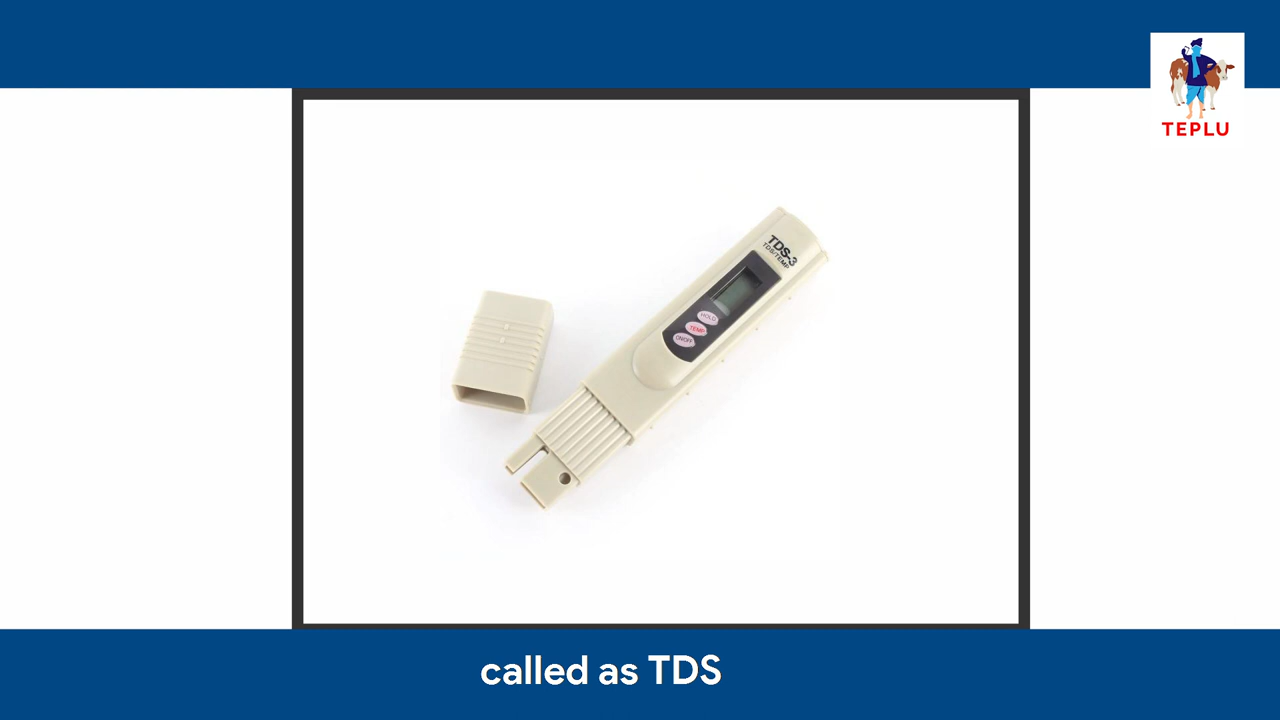 TEPLU
TDS-3
TDS/TEMP
HOLD
TEMP
ON/OFF
called as TDS